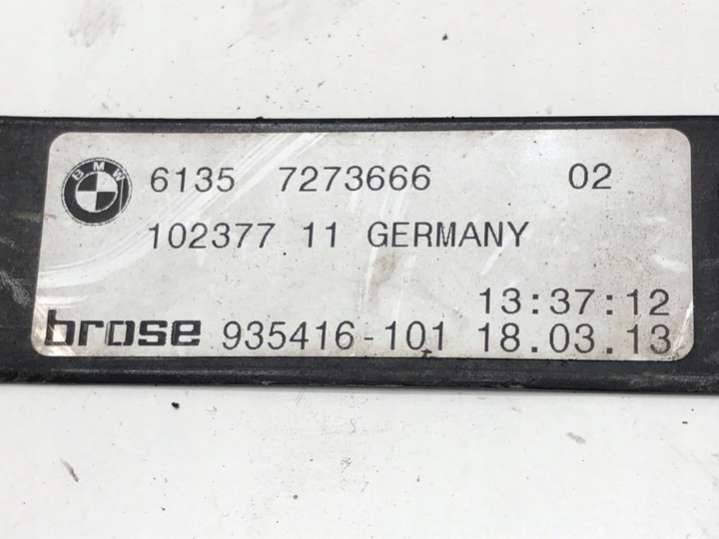 BMW 6135 7273666 02
102377 11 GERMANY
13:37:12
brose 935416-101 18.03.13